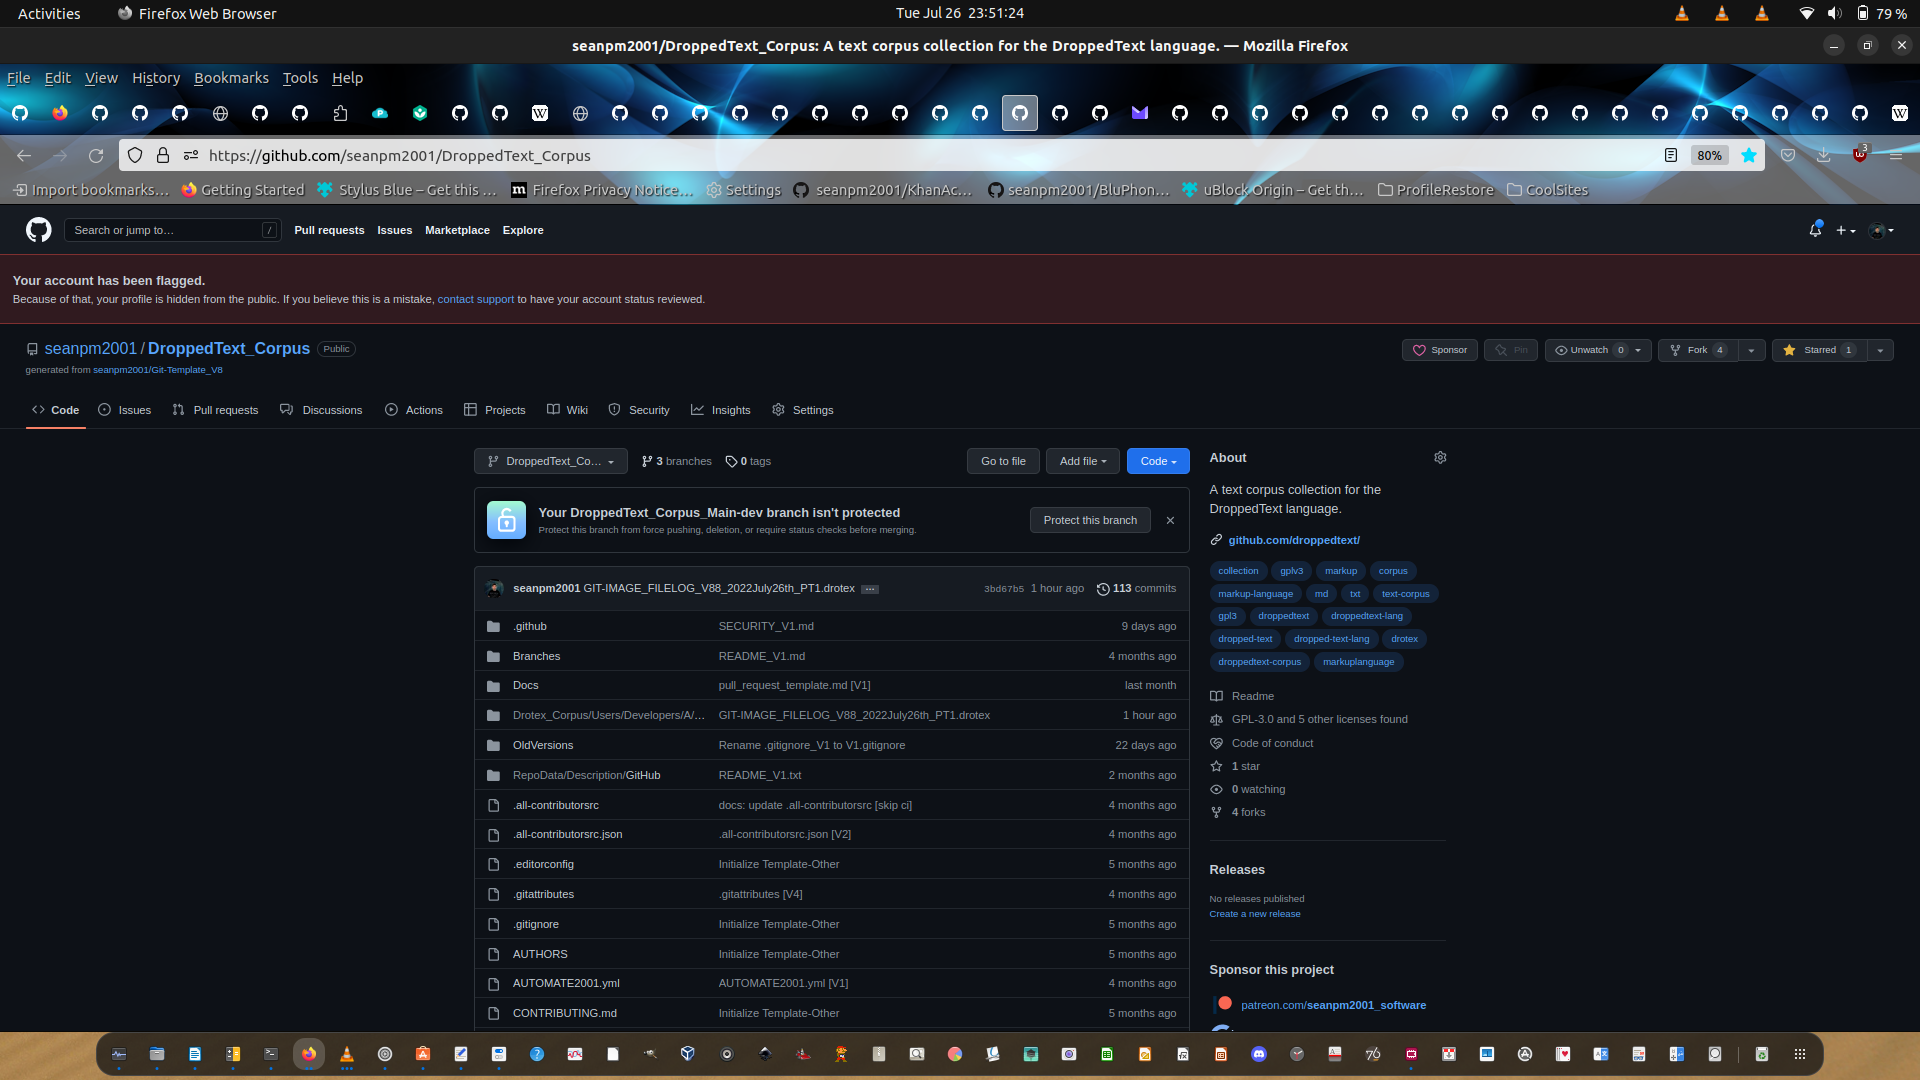 Activities
Firefox Web Browser
Tue Jul 26 23:51:24
79 %
seanpm2001/DroppedText_Corpus: A text corpus collection for the DroppedText language. — Mozilla Firefox
File Edit View History Bookmarks Tools Help
https://github.com/seanpm2001/DroppedText_Corpus
80%
3
Import bookmarks… Getting Started Stylus Blue – Get this … Firefox Privacy Notice… Settings seanpm2001/KhanAc… seanpm2001/BluPhon… uBlock Origin – Get th… ProfileRestore CoolSites
Search or jump to… /
Pull requests Issues Marketplace Explore
Your account has been flagged.
Because of that, your profile is hidden from the public. If you believe this is a mistake, contact support to have your account status reviewed.
seanpm2001 / DroppedText_Corpus Public
generated from seanpm2001/Git-Template_V8
Sponsor
Pin
Unwatch 0
Fork 4
Starred 1
Code Issues Pull requests Discussions Actions Projects Wiki Security Insights Settings
DroppedText_Co… 3 branches 0 tags
Go to file Add file Code
Your DroppedText_Corpus_Main-dev branch isn't protected
Protect this branch from force pushing, deletion, or require status checks before merging.
Protect this branch
seanpm2001 GIT-IMAGE_FILELOG_V88_2022July26th_PT1.drotex … 3bd67b5 1 hour ago 113 commits
.github SECURITY_V1.md 9 days ago
Branches README_V1.md 4 months ago
Docs pull_request_template.md [V1] last month
Drotex_Corpus/Users/Developers/A/… GIT-IMAGE_FILELOG_V88_2022July26th_PT1.drotex 1 hour ago
OldVersions Rename .gitignore_V1 to V1.gitignore 22 days ago
RepoData/Description/GitHub README_V1.txt 2 months ago
.all-contributorsrc docs: update .all-contributorsrc [skip ci] 4 months ago
.all-contributorsrc.json .all-contributorsrc.json [V2] 4 months ago
.editorconfig Initialize Template-Other 5 months ago
.gitattributes .gitattributes [V4] 4 months ago
.gitignore Initialize Template-Other 5 months ago
AUTHORS Initialize Template-Other 5 months ago
AUTOMATE2001.yml AUTOMATE2001.yml [V1] 4 months ago
CONTRIBUTING.md Initialize Template-Other 5 months ago
About
A text corpus collection for the
DroppedText language.
github.com/droppedtext/
collection gplv3 markup corpus
markup-language md txt text-corpus
gpl3 droppedtext droppedtext-lang
dropped-text dropped-text-lang drotex
droppedtext-corpus markuplanguage
Readme
GPL-3.0 and 5 other licenses found
Code of conduct
1 star
0 watching
4 forks
Releases
No releases published
Create a new release
Sponsor this project
patreon.com/seanpm2001_software